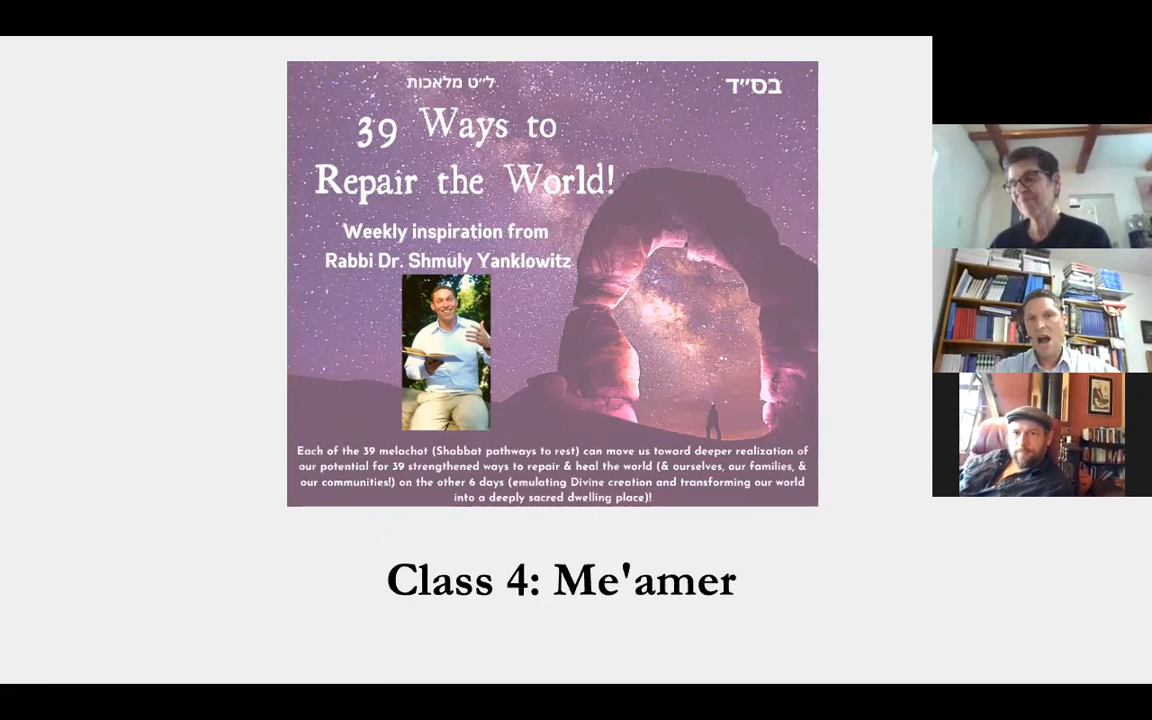 ל״ט מלאכות
בס״ד
39 Ways to
Repair the World!
Weekly inspiration from
Rabbi Dr. Shmuly Yanklowitz
Each of the 39 melachot (Shabbat pathways to rest) can move us toward deeper realization of
our potential for 39 strengthened ways to repair & heal the world (& ourselves, our families, &
our communities!) on the other 6 days (emulating Divine creation and transforming our world
into a deeply sacred dwelling place)!
Class 4: Me'amer